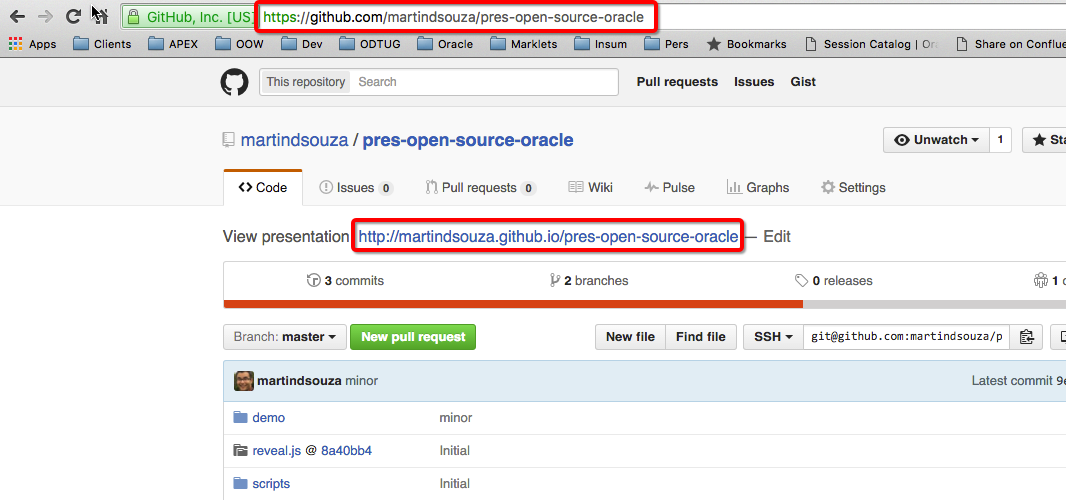 GitHub, Inc. [US] https://github.com/martindsouza/pres-open-source-oracle
Apps Clients APEX OOW Dev ODTUG Oracle Marklets Insum Pers Bookmarks Session Catalog | Ora Share on Conflue
This repository Search Pull requests Issues Gist
martindsouza / pres-open-source-oracle Unwatch 1 Sta
Code Issues 0 Pull requests 0 Wiki Pulse Graphs Settings
View presentation http://martindsouza.github.io/pres-open-source-oracle — Edit
3 commits 2 branches 0 releases 1 c
Branch: master New pull request New file Find file SSH git@github.com:martindsouza/p
martindsouza minor Latest commit 9e
demo minor
reveal.js @ 8a40bb4 Initial
scripts Initial